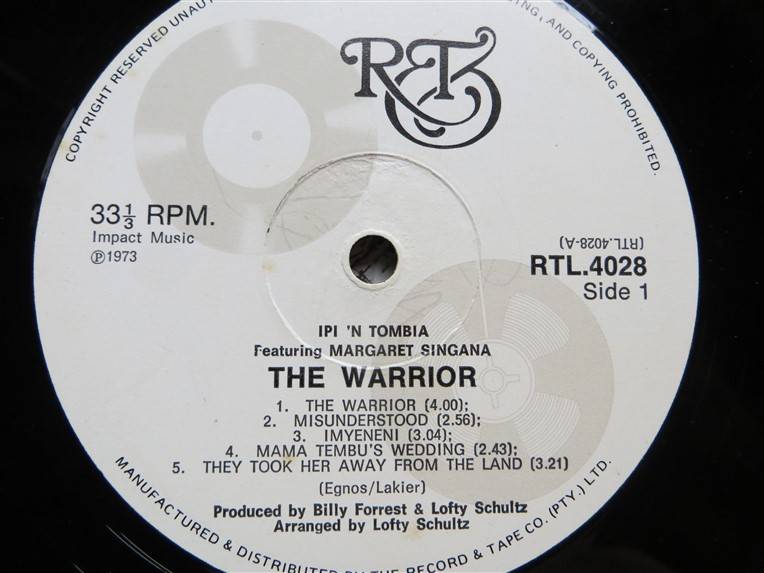 COPYRIGHT RESERVED UNAUT
ING, AND COPYING PROHIBITED.
R&T
33⅓ RPM.
Impact Music
Ⓟ1973
(RTL.4028-A)
RTL.4028
Side 1
IPI 'N TOMBIA
Featuring MARGARET SINGANA
THE WARRIOR
1. THE WARRIOR (4.00);
2. MISUNDERSTOOD (2.56);
3. IMYENENI (3.04);
4. MAMA TEMBU'S WEDDING (2.43);
5. THEY TOOK HER AWAY FROM THE LAND (3.21)
(Egnos/Lakier)
Produced by Billy Forrest & Lofty Schultz
Arranged by Lofty Schultz
MANUFACTURED & DISTRIBUTED BY THE RECORD & TAPE CO. (PTY.) LTD.